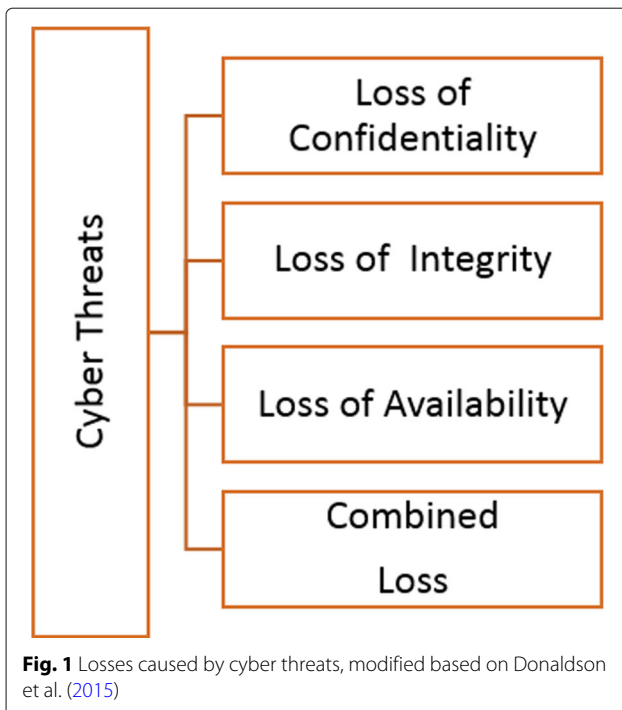 Cyber Threats
Loss of
Confidentiality
Loss of Integrity
Loss of Availability
Combined
Loss
Fig. 1 Losses caused by cyber threats, modified based on Donaldson
et al. (2015)